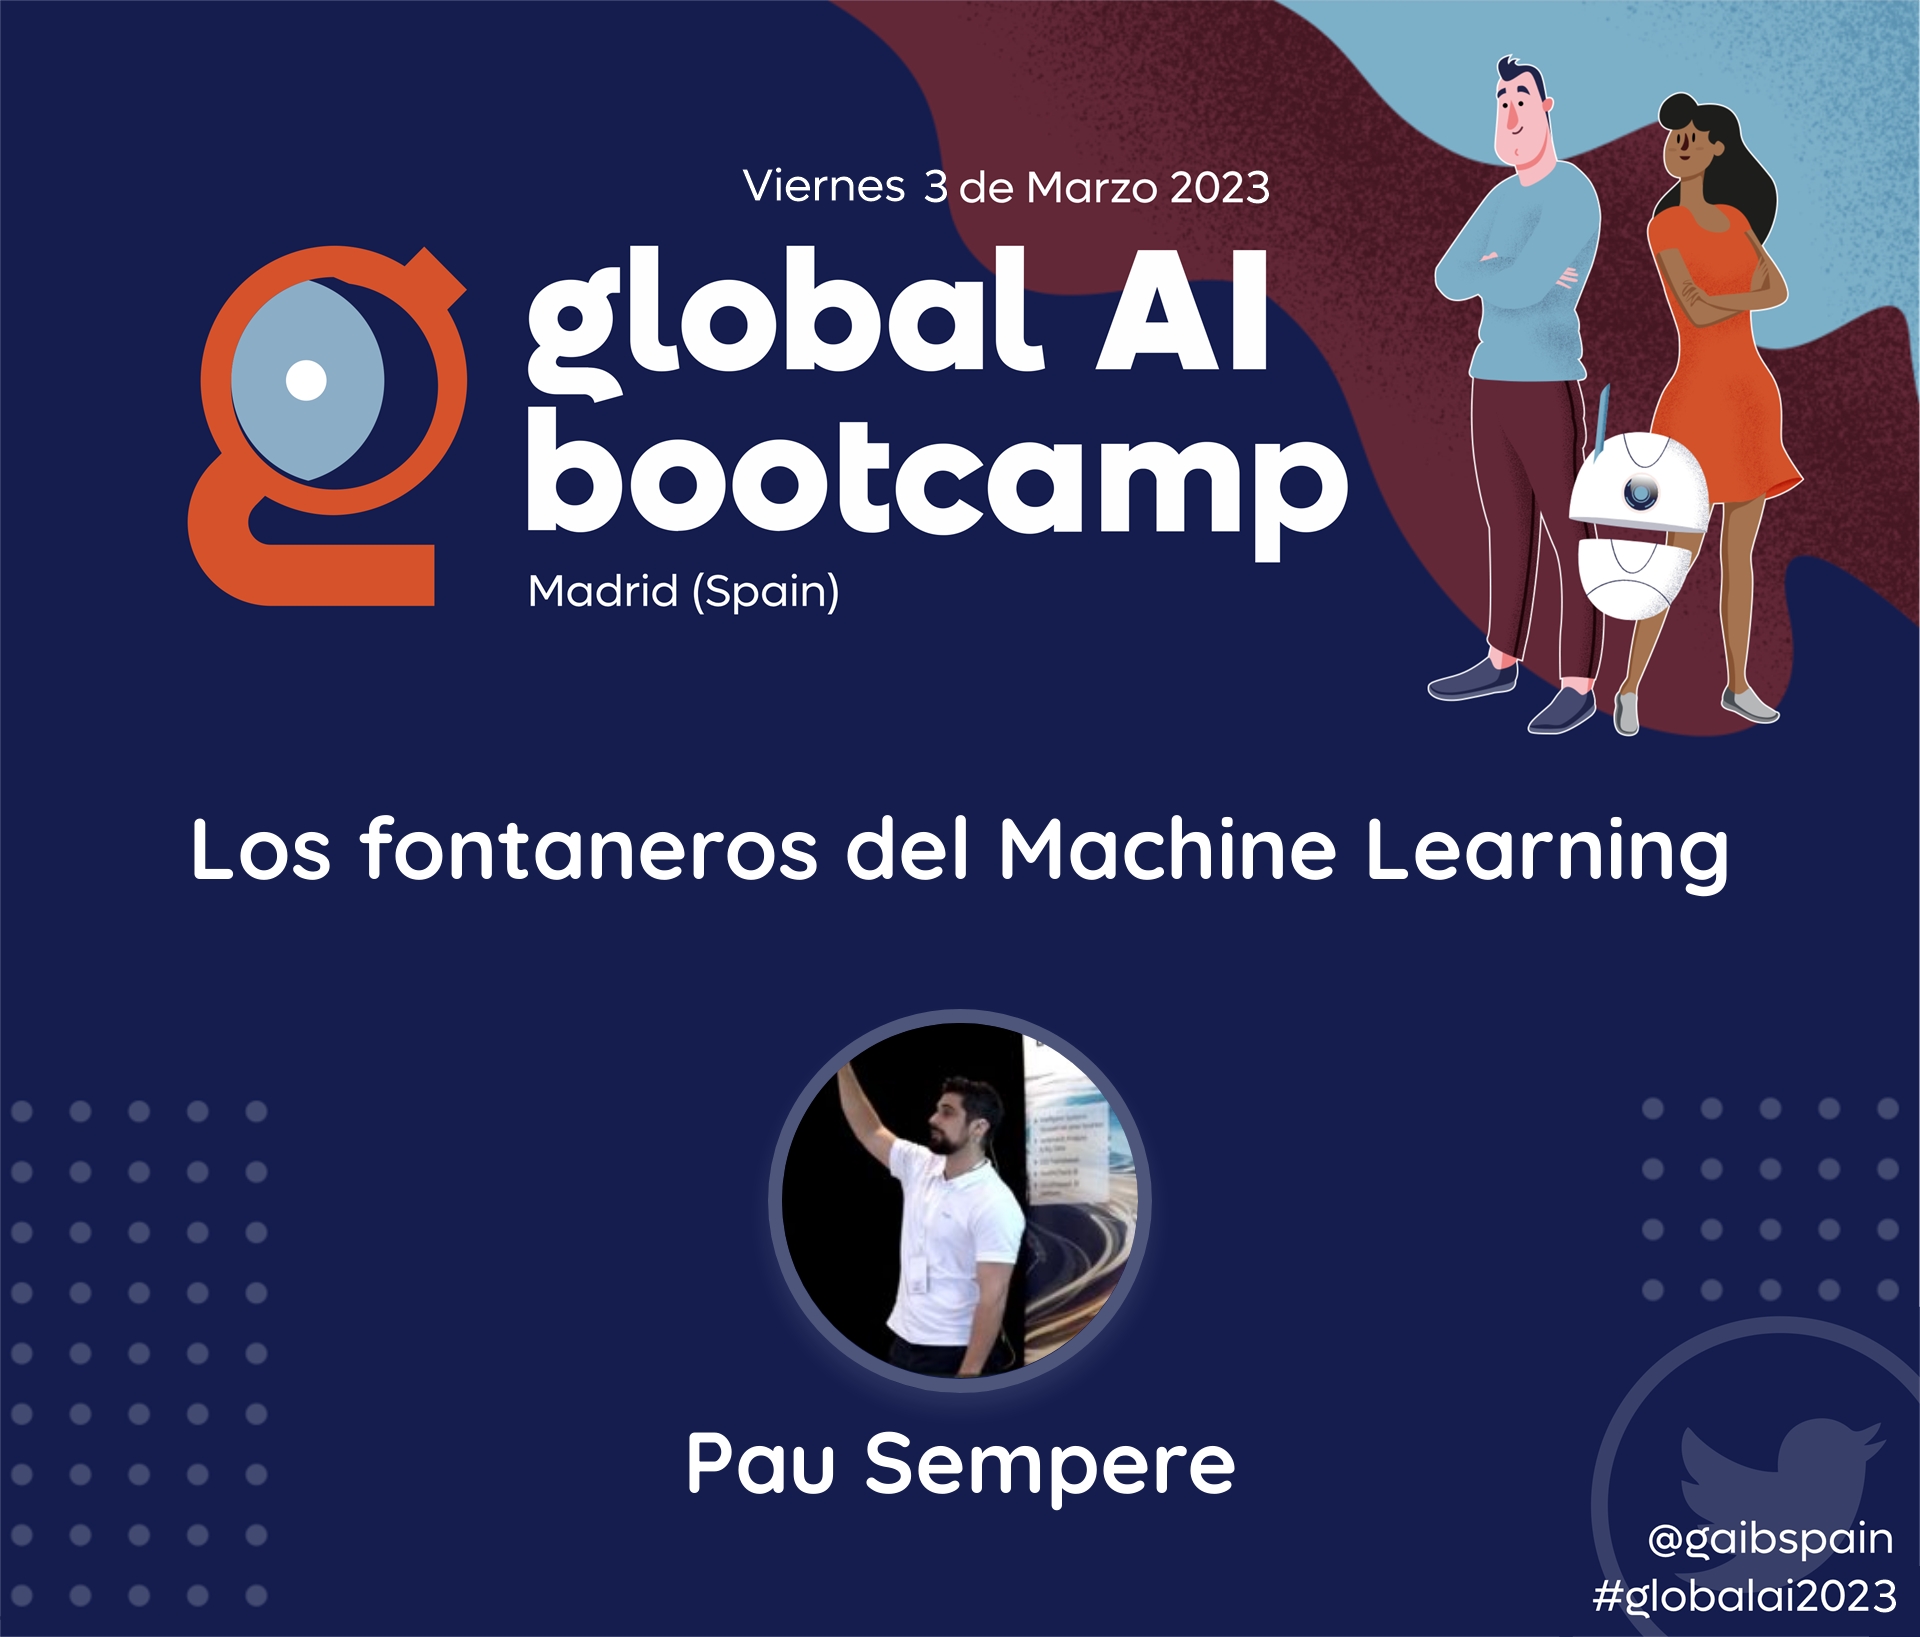 Viernes 3 de Marzo 2023
global AI
bootcamp
Madrid (Spain)
Los fontaneros del Machine Learning
Pau Sempere
@gaibspain
#globalai2023